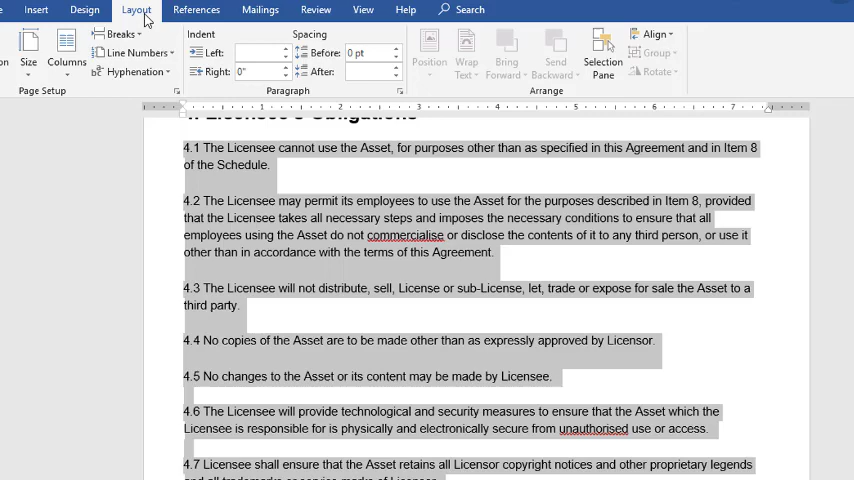 Insert Design Layout References Mailings Review View Help Search
Breaks Indent Spacing Align
Line Numbers Left: Before: 0 pt Group
Size Columns Hyphenation Right: 0" After: Position Wrap Text Bring Forward Send Backward Selection Pane Rotate
Page Setup Paragraph Arrange
1 2 3 4 5 6 7
4.1 The Licensee cannot use the Asset, for purposes other than as specified in this Agreement and in Item 8
of the Schedule.
4.2 The Licensee may permit its employees to use the Asset for the purposes described in Item 8, provided
that the Licensee takes all necessary steps and imposes the necessary conditions to ensure that all
employees using the Asset do not commercialise or disclose the contents of it to any third person, or use it
other than in accordance with the terms of this Agreement.
4.3 The Licensee will not distribute, sell, License or sub-License, let, trade or expose for sale the Asset to a
third party.
4.4 No copies of the Asset are to be made other than as expressly approved by Licensor.
4.5 No changes to the Asset or its content may be made by Licensee.
4.6 The Licensee will provide technological and security measures to ensure that the Asset which the
Licensee is responsible for is physically and electronically secure from unauthorised use or access.
4.7 Licensee shall ensure that the Asset retains all Licensor copyright notices and other proprietary legends